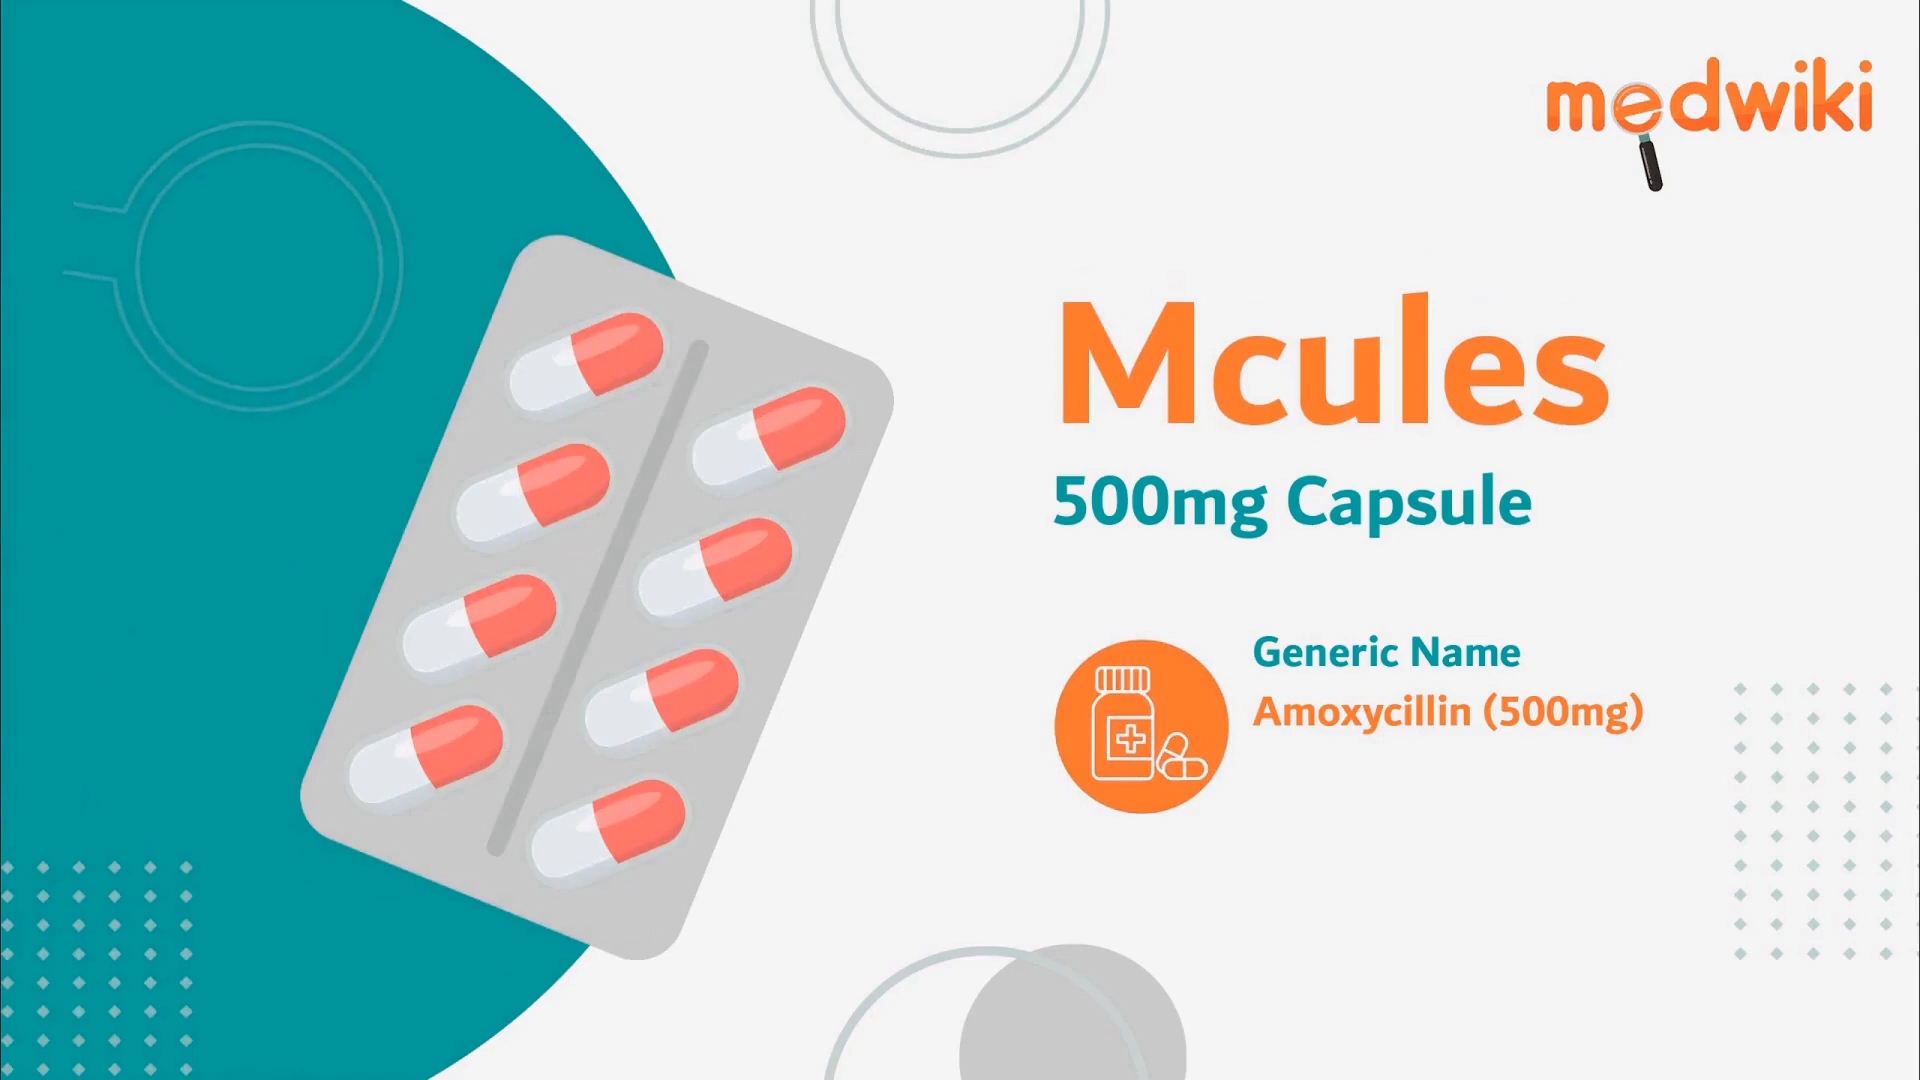 medwiki
Mcules
500mg Capsule
Generic Name
Amoxycillin (500mg)